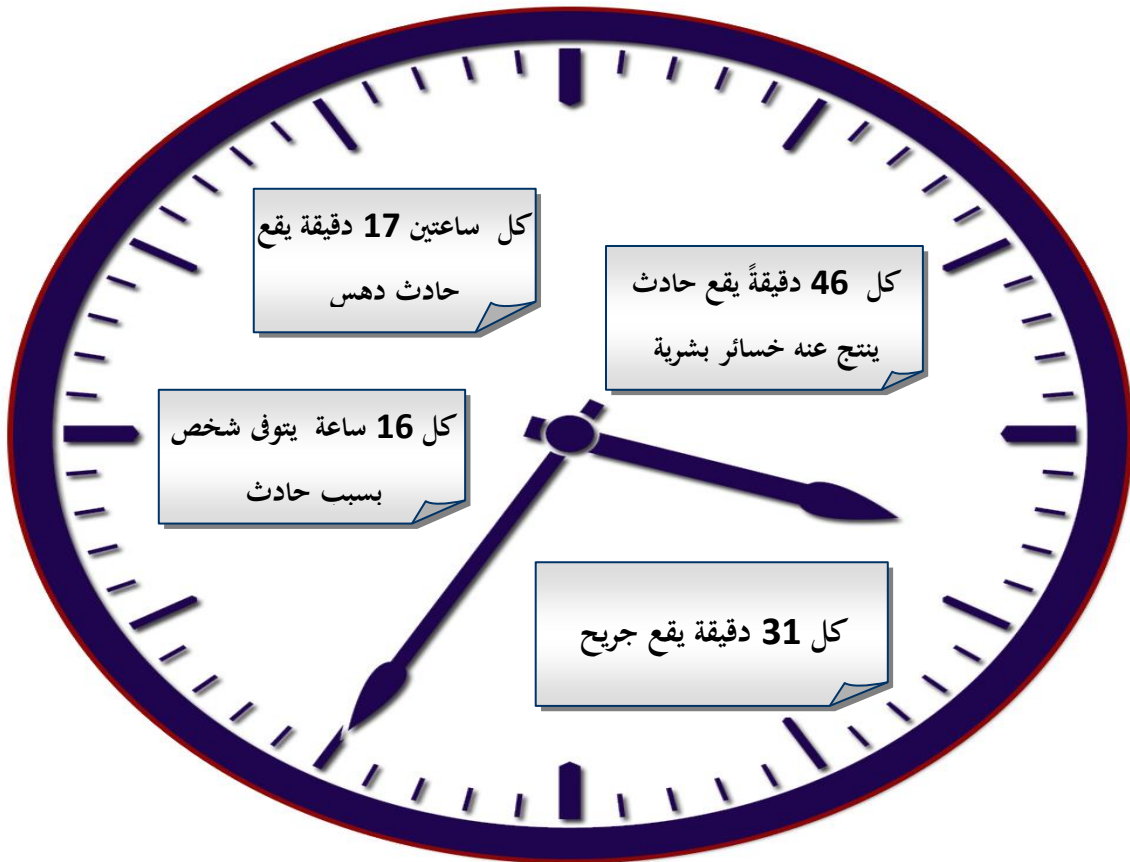 كل ساعتين 17 دقيقة يقع
حادث دهس
كل 46 دقيقةً يقع حادث
ينتج عنه خسائر بشرية
كل 16 ساعة يتوفى شخص
بسبب حادث
كل 31 دقيقة يقع جريح